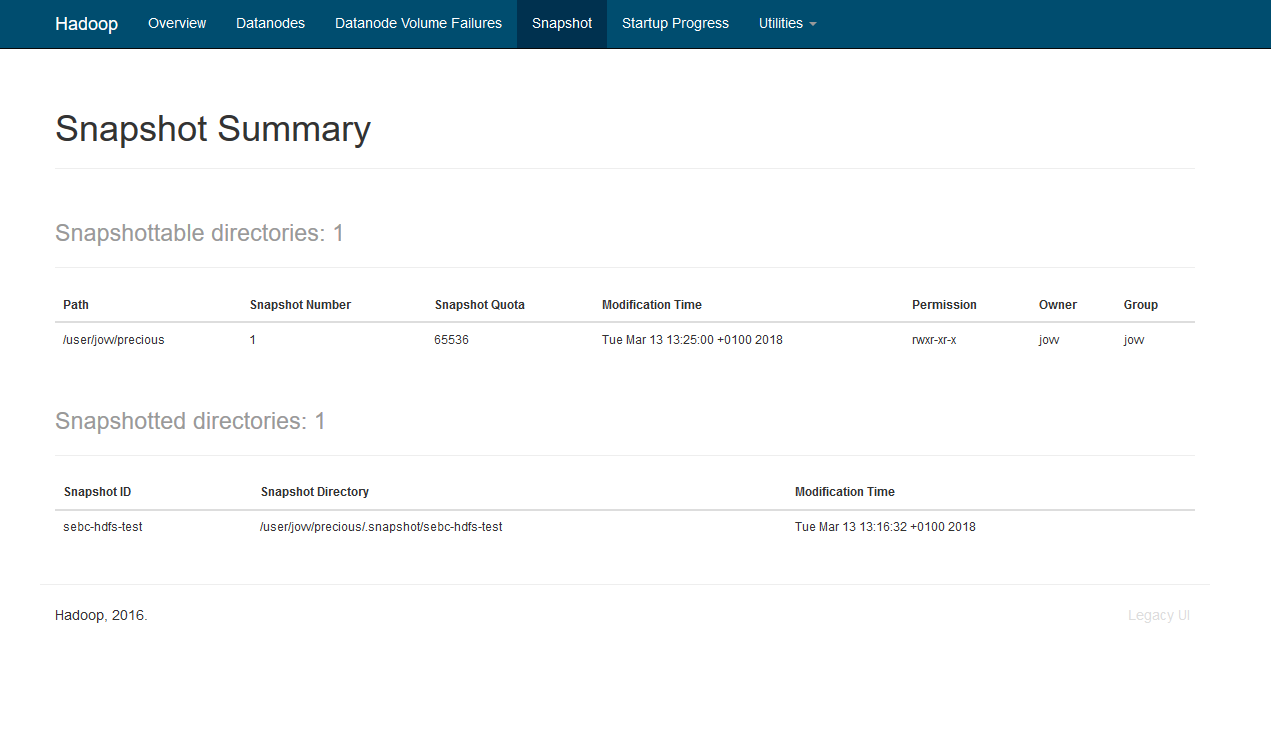 Hadoop Overview Datanodes Datanode Volume Failures Snapshot Startup Progress Utilities
Snapshot Summary
Snapshottable directories: 1
Path Snapshot Number Snapshot Quota Modification Time Permission Owner Group
/user/jow/precious 1 65536 Tue Mar 13 13:25:00 +0100 2018 rwxr-xr-x jow jow
Snapshotted directories: 1
Snapshot ID Snapshot Directory Modification Time
sebc-hdfs-test /user/jow/precious/.snapshot/sebc-hdfs-test Tue Mar 13 13:16:32 +0100 2018
Hadoop, 2016. Legacy UI